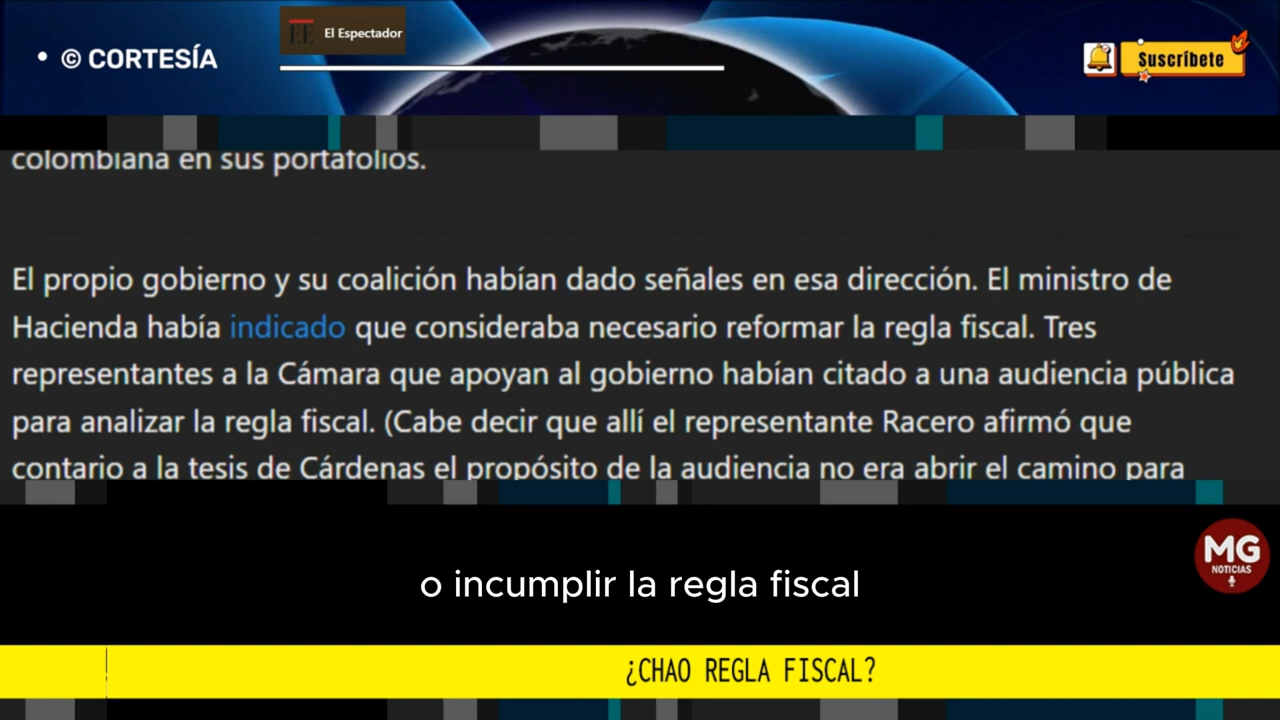 • © CORTESÍA
EE El Espectador
Suscríbete
colombiana en sus portafolios.
El propio gobierno y su coalición habían dado señales en esa dirección. El ministro de
Hacienda había indicado que consideraba necesario reformar la regla fiscal. Tres
representantes a la Cámara que apoyan al gobierno habían citado a una audiencia pública
para analizar la regla fiscal. (Cabe decir que allí el representante Racero afirmó que
contario a la tesis de Cárdenas el propósito de la audiencia no era abrir el camino para
MG
NOTICIAS
o incumplir la regla fiscal
¿CHAO REGLA FISCAL?